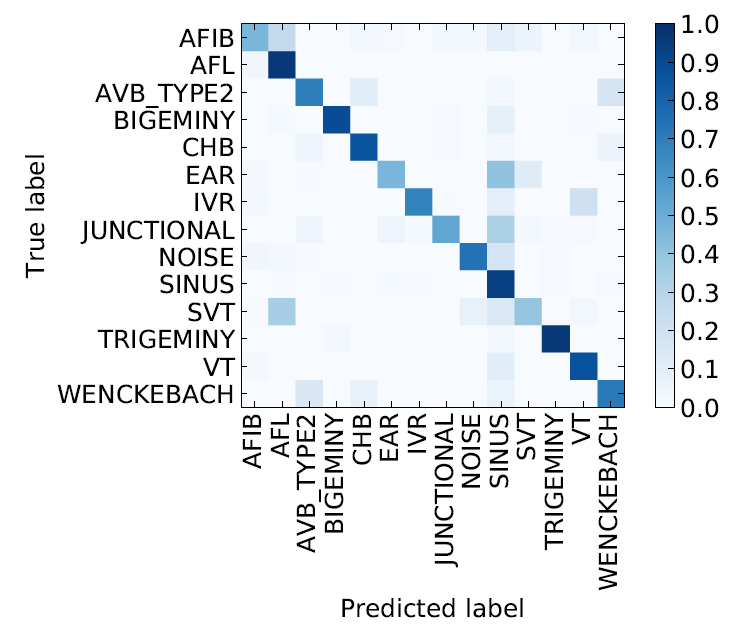 AFIB
AFL
AVB_TYPE2
BIGEMINY
CHB
EAR
IVR
JUNCTIONAL
NOISE
SINUS
SVT
TRIGEMINY
VT
WENCKEBACH
True label
AFIB
AFL
AVB_TYPE2
BIGEMINY
CHB
EAR
IVR
JUNCTIONAL
NOISE
SINUS
SVT
TRIGEMINY
VT
WENCKEBACH
Predicted label
1.0
0.9
0.8
0.7
0.6
0.5
0.4
0.3
0.2
0.1
0.0